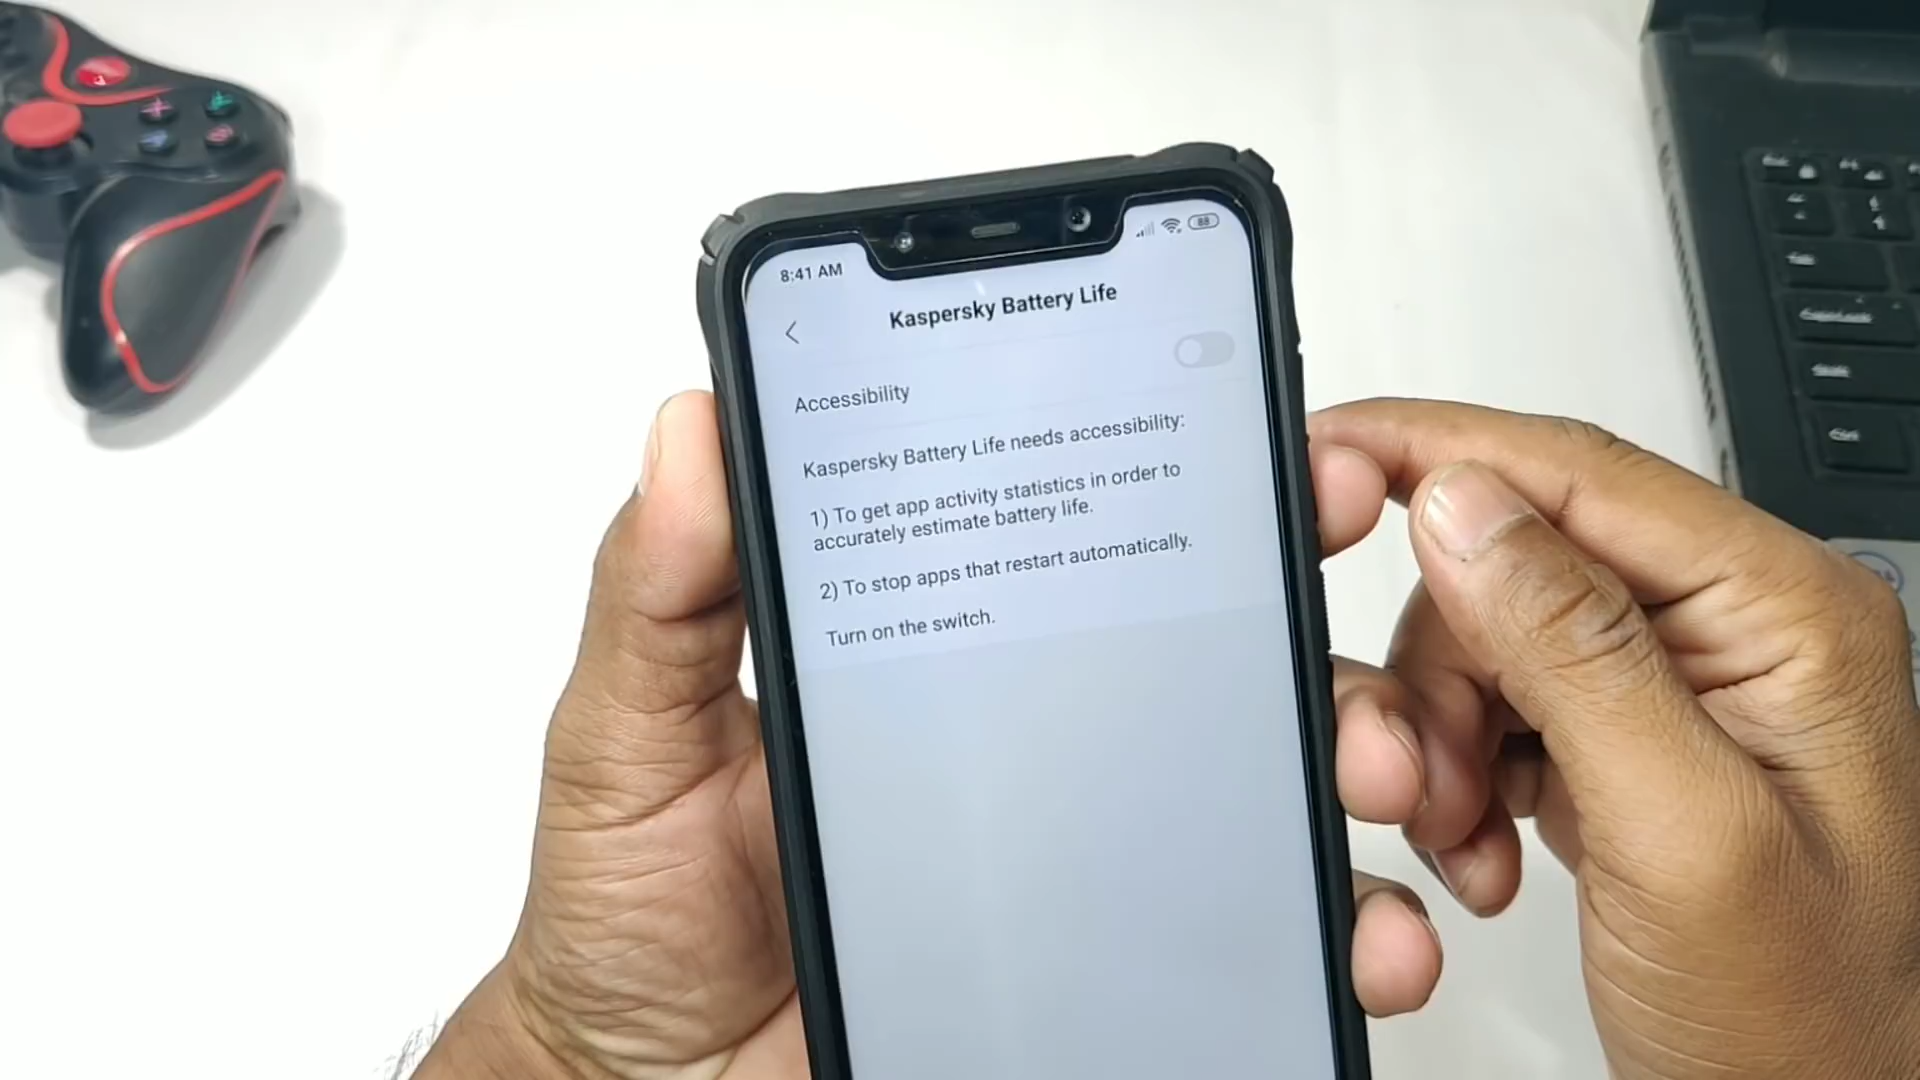 8:41 AM
88
Kaspersky Battery Life
Accessibility
Kaspersky Battery Life needs accessibility:
1) To get app activity statistics in order to
accurately estimate battery life.
2) To stop apps that restart automatically.
Turn on the switch.